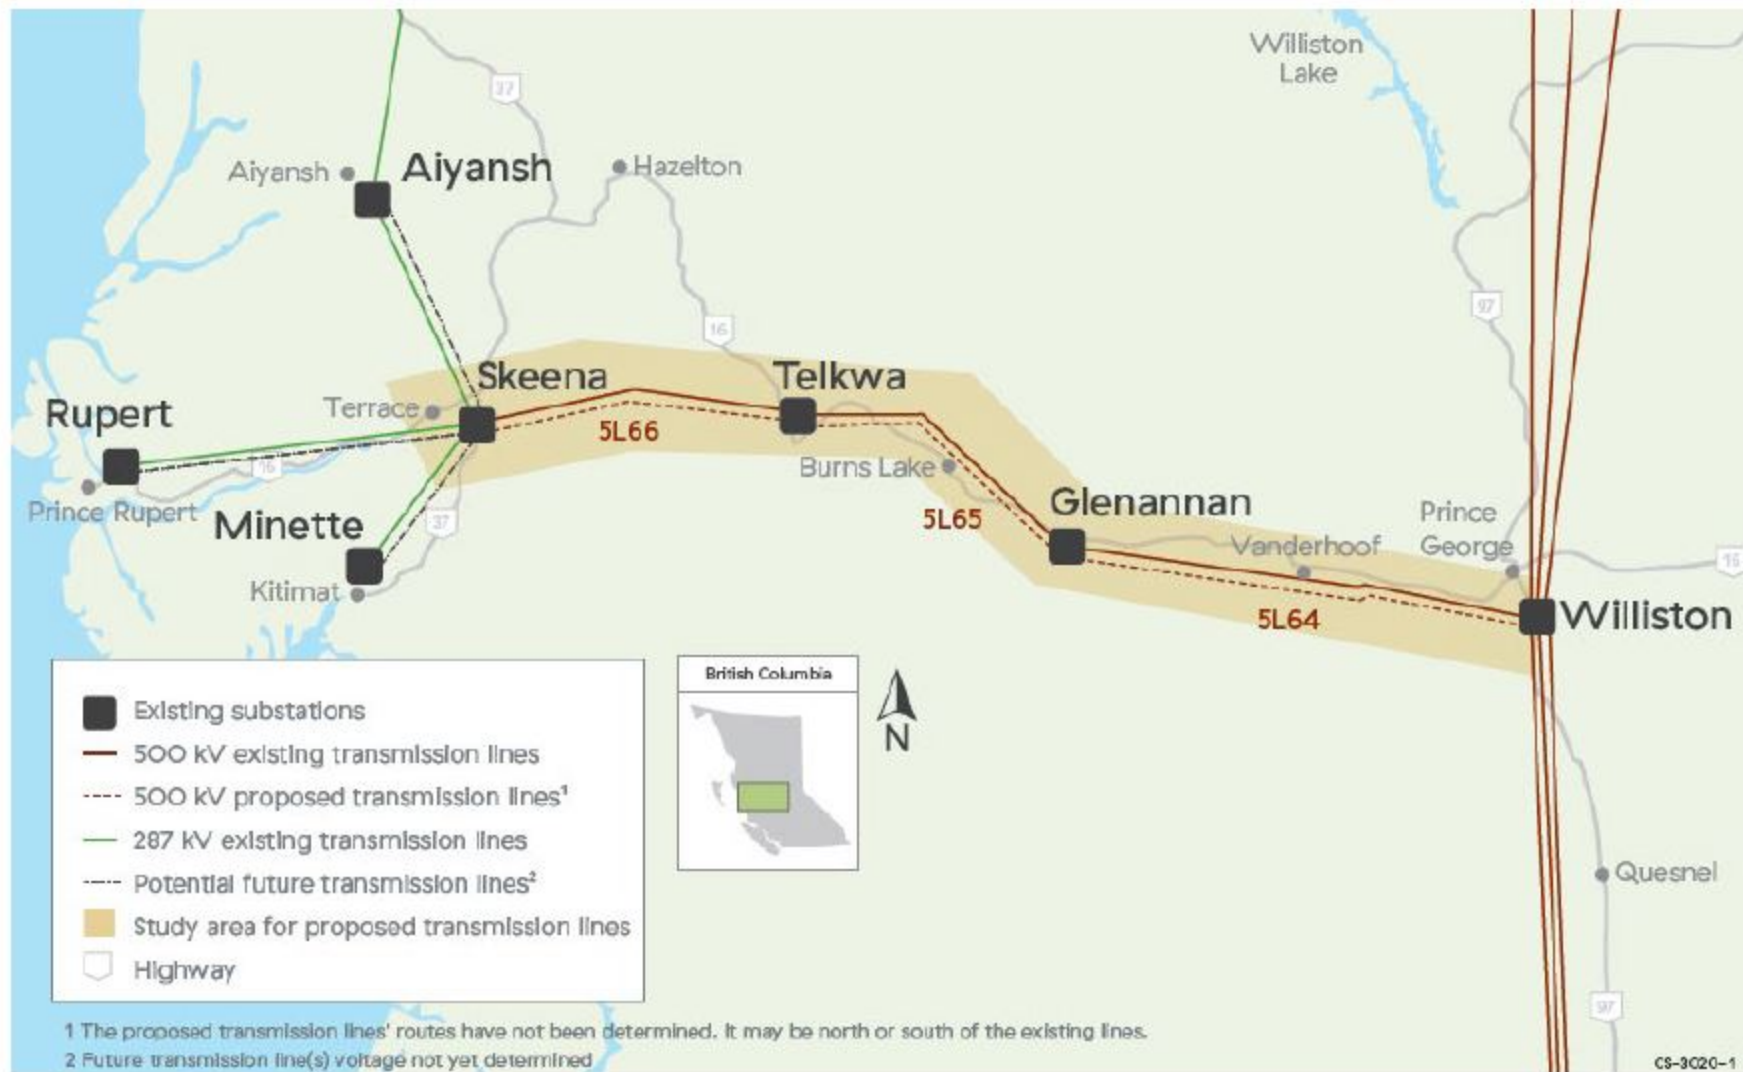 Williston
Lake
37
Aiyansh
Aiyansh
Hazelton
97
16
Skeena
Telkwa
Terrace
Rupert
5L66
16
Burns Lake
Prince Rupert
Minette
37
5L65
Glenannan
Prince
George
Vanderhoof
16
Kitimat
5L64
Williston
Existing substations
500 kV existing transmission lines
500 kV proposed transmission lines¹
287 kV existing transmission lines
Potential future transmission lines²
Study area for proposed transmission lines
Highway
British Columbia
N
Quesnel
97
1 The proposed transmission lines' routes have not been determined. It may be north or south of the existing lines.
2 Future transmission line(s) voltage not yet determined
CS-3020-1